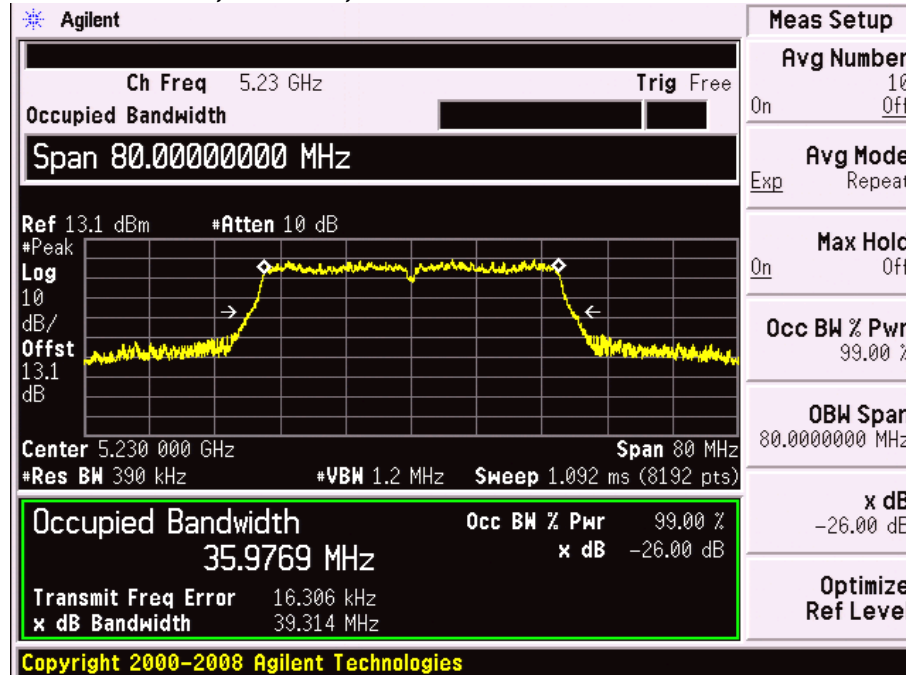 Agilent
Meas Setup
Ch Freq 5.23 GHz
Trig Free
Occupied Bandwidth
Span 80.00000000 MHz
Ref 13.1 dBm
#Atten 10 dB
#Peak
Log
10
dB/
Offst
13.1
dB
Center 5.230 000 GHz
Span 80 MHz
#Res BW 390 kHz
#VBW 1.2 MHz
Sweep 1.092 ms (8192 pts)
Occupied Bandwidth
35.9769 MHz
Occ BW % Pwr 99.00 %
x dB -26.00 dB
Transmit Freq Error 16.306 kHz
x dB Bandwidth 39.314 MHz
Avg Number
10
On Off
Avg Mode
Exp Repeat
Max Hold
On Off
Occ BW % Pwr
99.00 %
OBW Span
80.0000000 MHz
x dB
-26.00 dB
Optimize
Ref Level
Copyright 2000-2008 Agilent Technologies